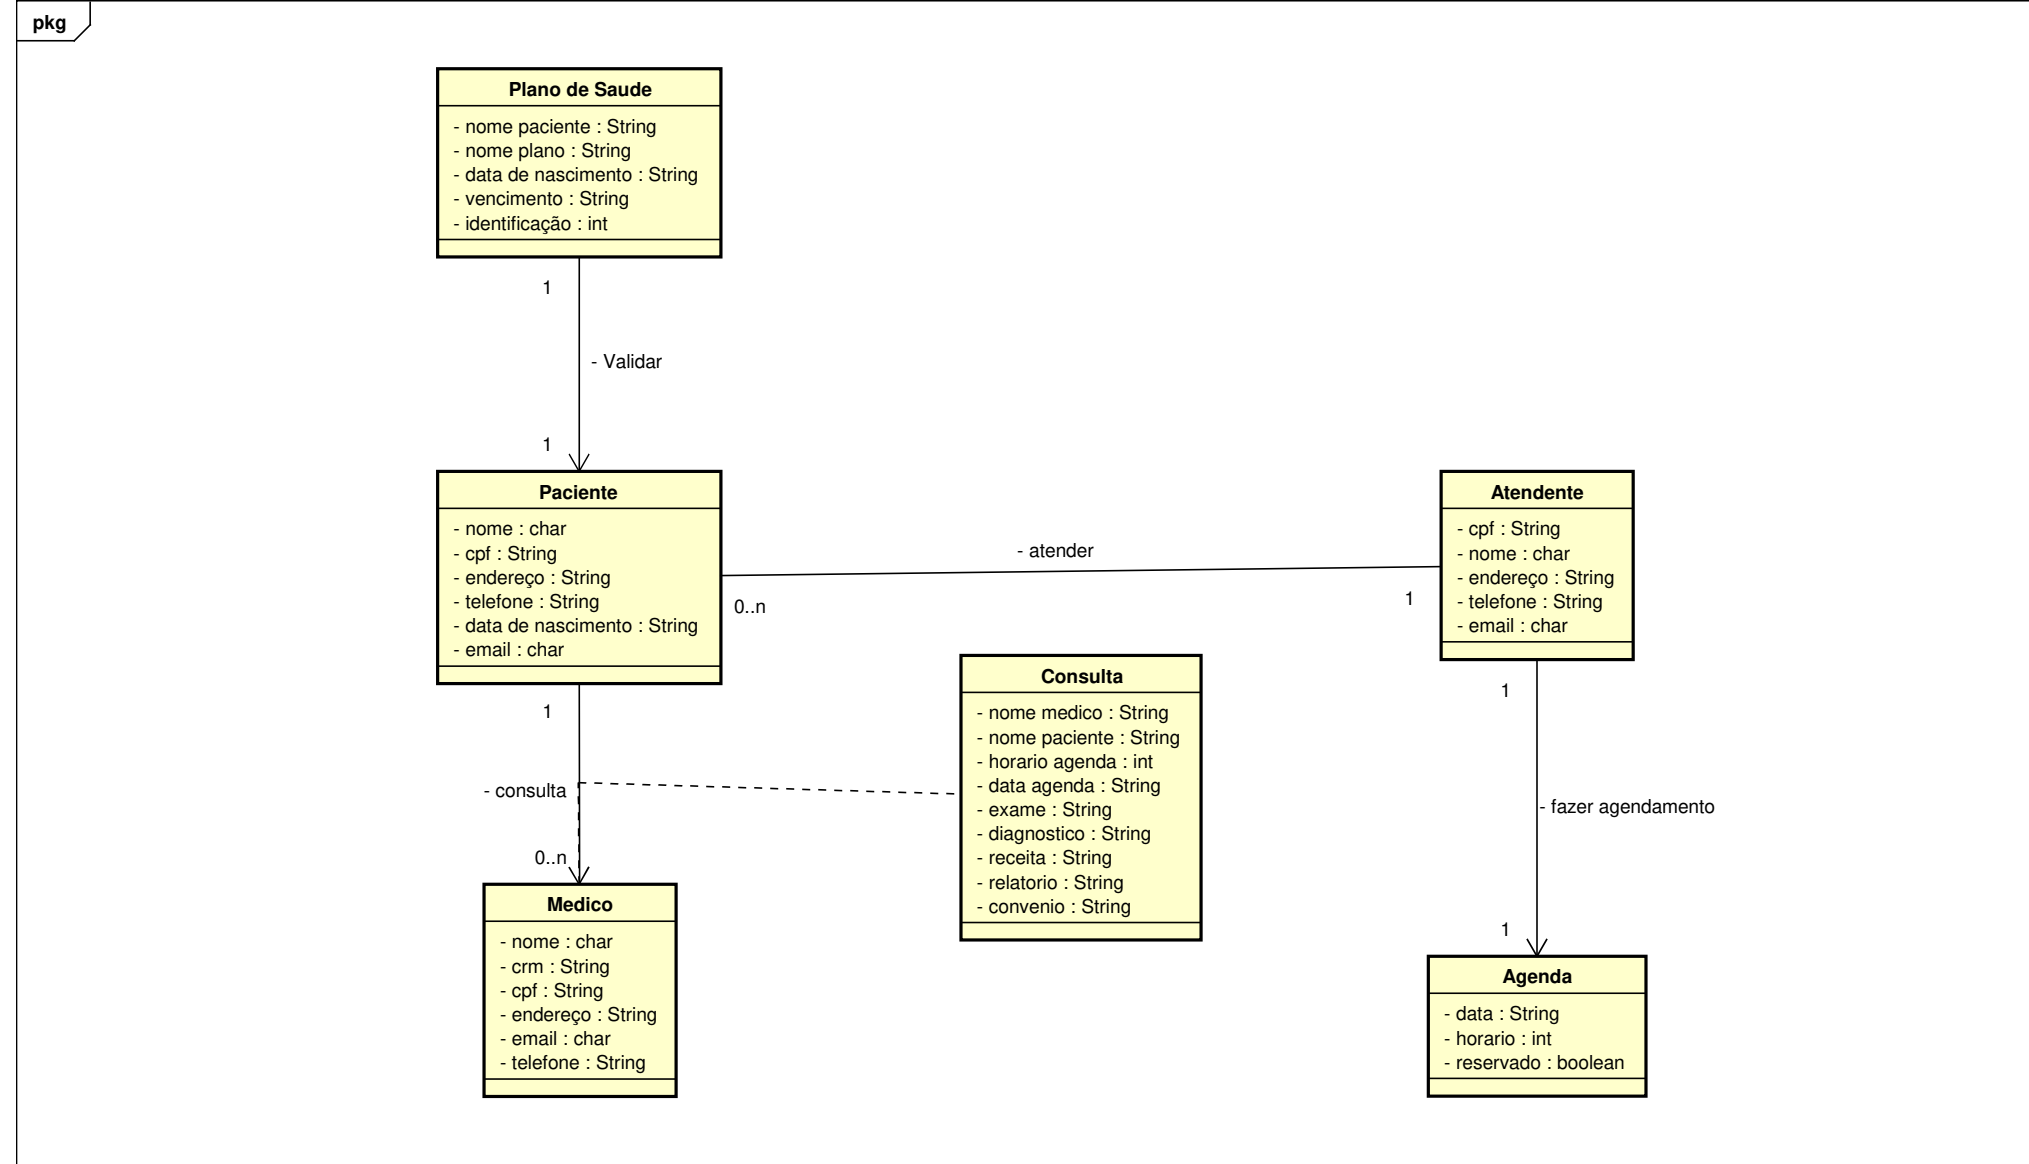 pkg
Plano de Saude
- nome paciente : String
- nome plano : String
- data de nascimento : String
- vencimento : String
- identificação : int
1
- Validar
1
Paciente
- nome : char
- cpf : String
- endereço : String
- telefone : String
- data de nascimento : String
- email : char
- atender
0..n
1
Atendente
- cpf : String
- nome : char
- endereço : String
- telefone : String
- email : char
1
- consulta
0..n
Consulta
- nome medico : String
- nome paciente : String
- horario agenda : int
- data agenda : String
- exame : String
- diagnostico : String
- receita : String
- relatorio : String
- convenio : String
1
- fazer agendamento
1
Medico
- nome : char
- crm : String
- cpf : String
- endereço : String
- email : char
- telefone : String
Agenda
- data : String
- horario : int
- reservado : boolean